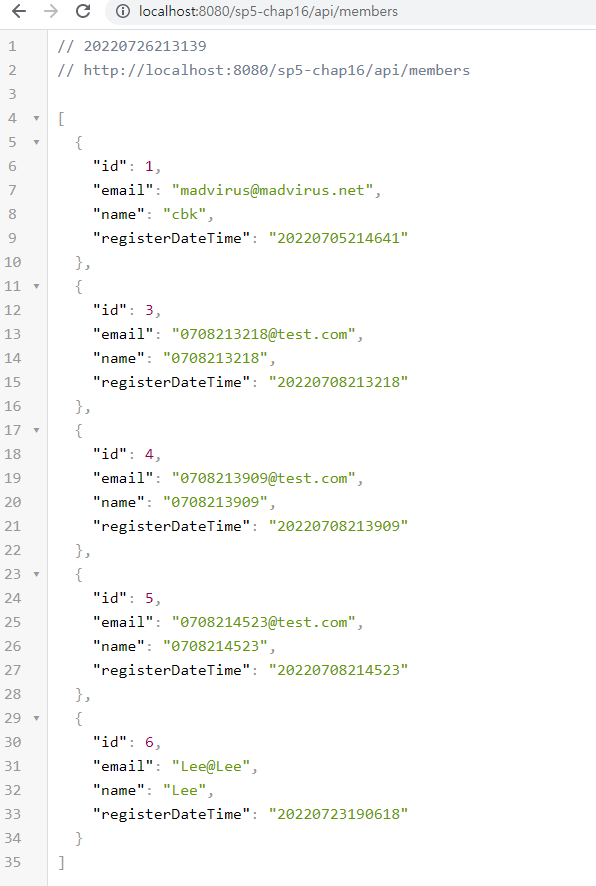 localhost:8080/sp5-chap16/api/members
1 // 20220726213139
2 // http://localhost:8080/sp5-chap16/api/members
3
4 [
5 {
6 "id": 1,
7 "email": "madvirus@madvirus.net",
8 "name": "cbk",
9 "registerDateTime": "20220705214641"
10 },
11 {
12 "id": 3,
13 "email": "0708213218@test.com",
14 "name": "0708213218",
15 "registerDateTime": "20220708213218"
16 },
17 {
18 "id": 4,
19 "email": "0708213909@test.com",
20 "name": "0708213909",
21 "registerDateTime": "20220708213909"
22 },
23 {
24 "id": 5,
25 "email": "0708214523@test.com",
26 "name": "0708214523",
27 "registerDateTime": "20220708214523"
28 },
29 {
30 "id": 6,
31 "email": "Lee@Lee",
32 "name": "Lee",
33 "registerDateTime": "20220723190618"
34 }
35 ]